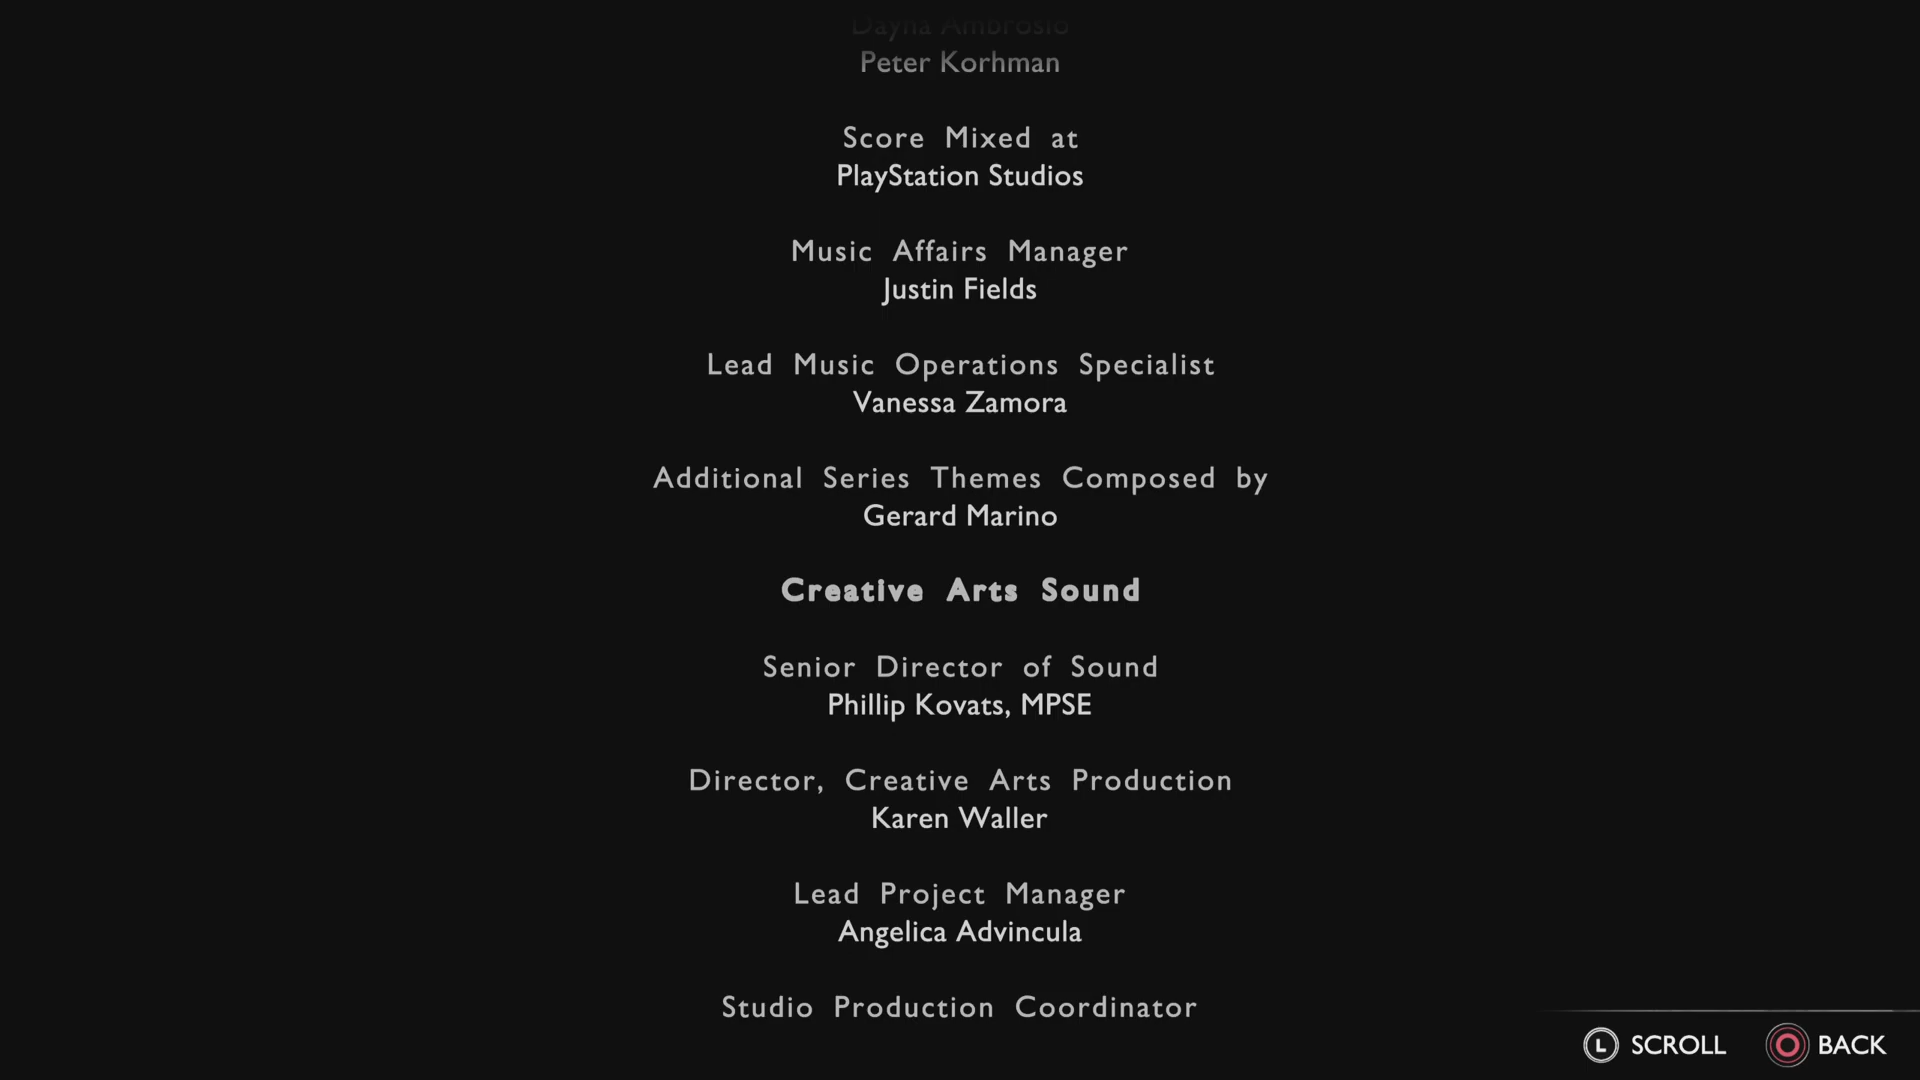 Dayna Ambrosio
Peter Korhman
Score Mixed at
PlayStation Studios
Music Affairs Manager
Justin Fields
Lead Music Operations Specialist
Vanessa Zamora
Additional Series Themes Composed by
Gerard Marino
Creative Arts Sound
Senior Director of Sound
Phillip Kovats, MPSE
Director, Creative Arts Production
Karen Waller
Lead Project Manager
Angelica Advincula
Studio Production Coordinator
L SCROLL
BACK